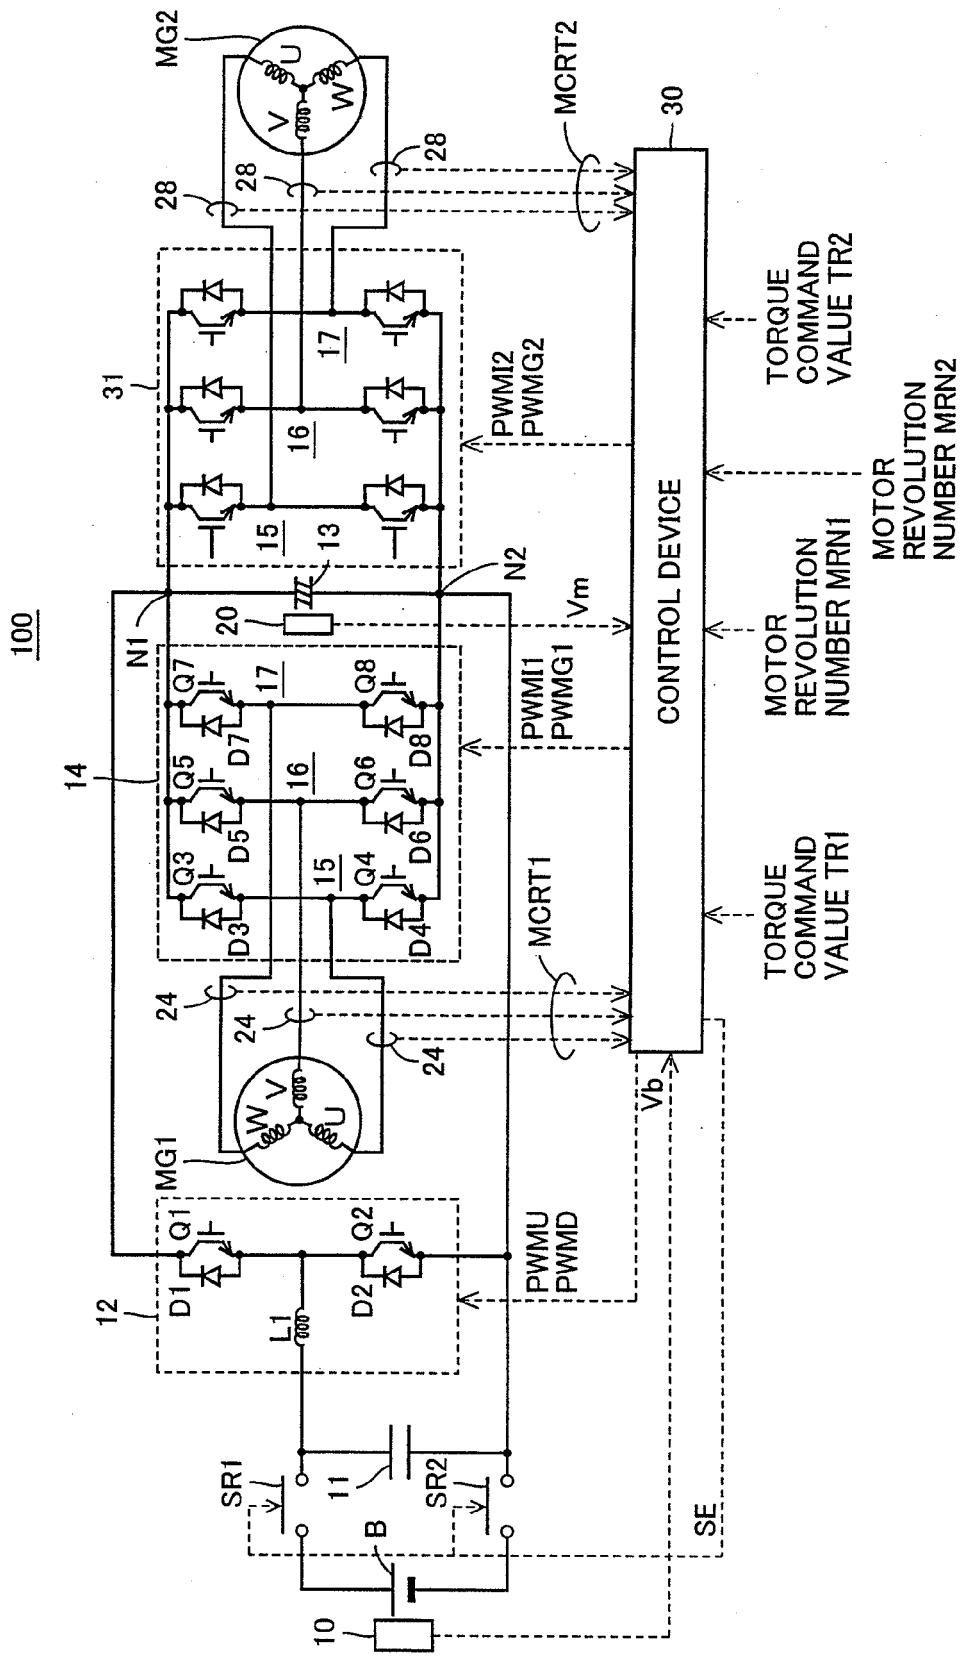 100
MG2
U
V
W
28
28
28
MCRT2
30
31
17
16
15
13
N1
N2
20
Vm
PWMI2
PWMG2
TORQUE
COMMAND
VALUE TR2
MOTOR
REVOLUTION
NUMBER MRN2
CONTROL DEVICE
MOTOR
REVOLUTION
NUMBER MRN1
14
Q7
17
Q8
D7
D8
Q5
16
Q6
D5
D6
Q3
15
Q4
D3
D4
PWMI1
PWMG1
MCRT1
TORQUE
COMMAND
VALUE TR1
24
24
24
MG1
W
V
U
Vb
12
Q1
D1
Q2
D2
L1
PWMU
PWMD
SR1
11
SR2
SE
B
10